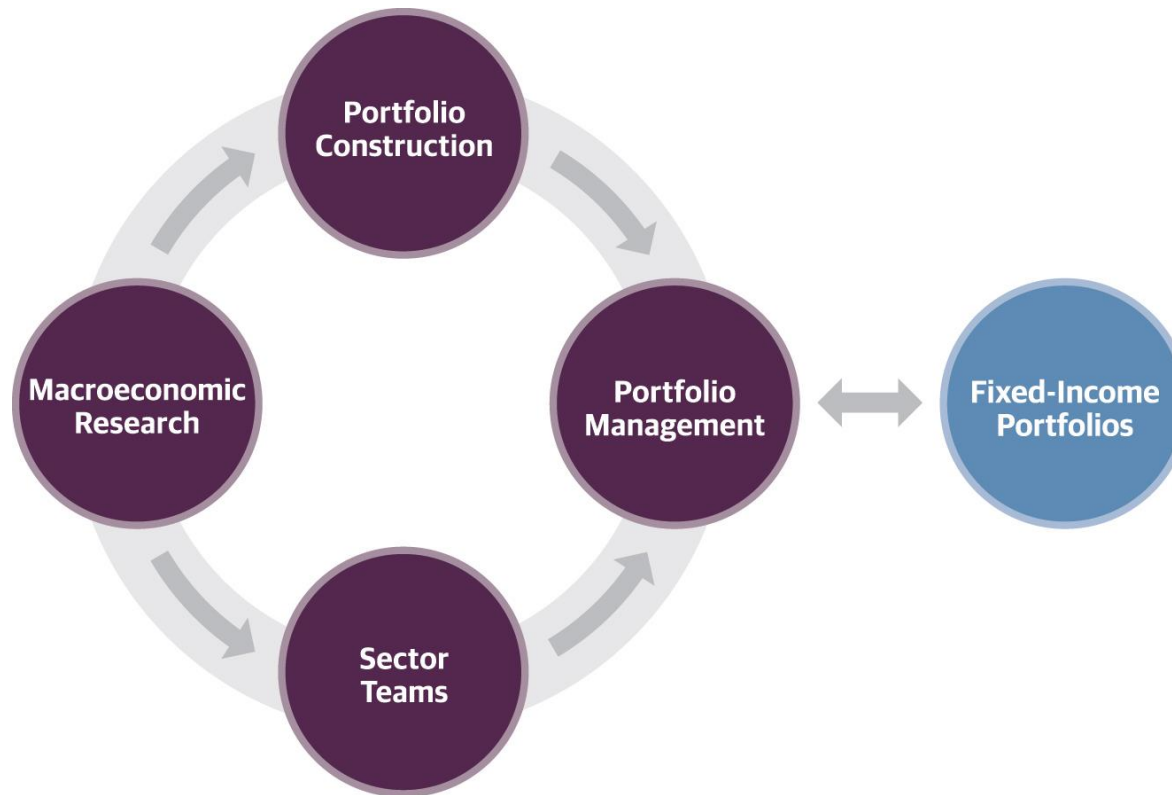 Portfolio
Construction
Macroeconomic
Research
Portfolio
Management
Fixed-Income
Portfolios
Sector
Teams